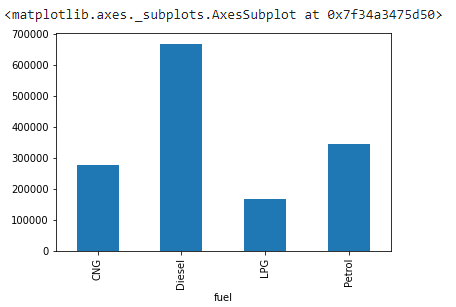 <matplotlib.axes._subplots.AxesSubplot at 0x7f34a3475d50>
700000
600000
500000
400000
300000
200000
100000
0
CNG
Diesel
LPG
Petrol
fuel